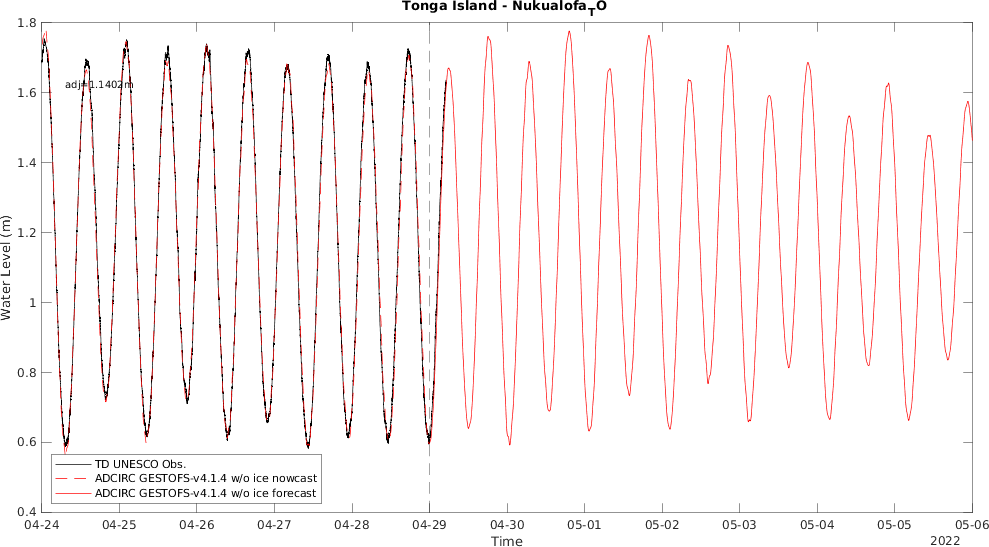 Tonga Island - Nukualofa_TO
1.8
1.6
1.4
1.2
1
0.8
0.6
0.4
Water Level (m)
adj=1.1402m
TD UNESCO Obs.
ADCIRC GESTOFS-v4.1.4 w/o ice nowcast
ADCIRC GESTOFS-v4.1.4 w/o ice forecast
04-24 04-25 04-26 04-27 04-28 04-29 04-30 05-01 05-02 05-03 05-04 05-05 05-06
Time
2022